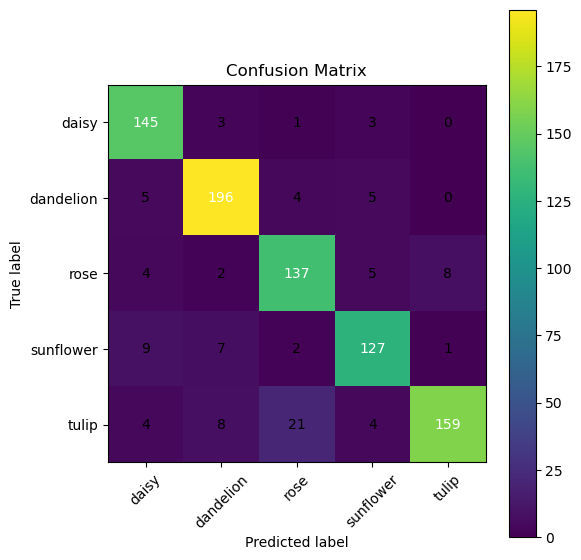 Confusion Matrix
True label
daisy 145 3 1 3 0
dandelion 5 196 4 5 0
rose 4 2 137 5 8
sunflower 9 7 2 127 1
tulip 4 8 21 4 159
daisy dandelion rose sunflower tulip
Predicted label
175
150
125
100
75
50
25
0